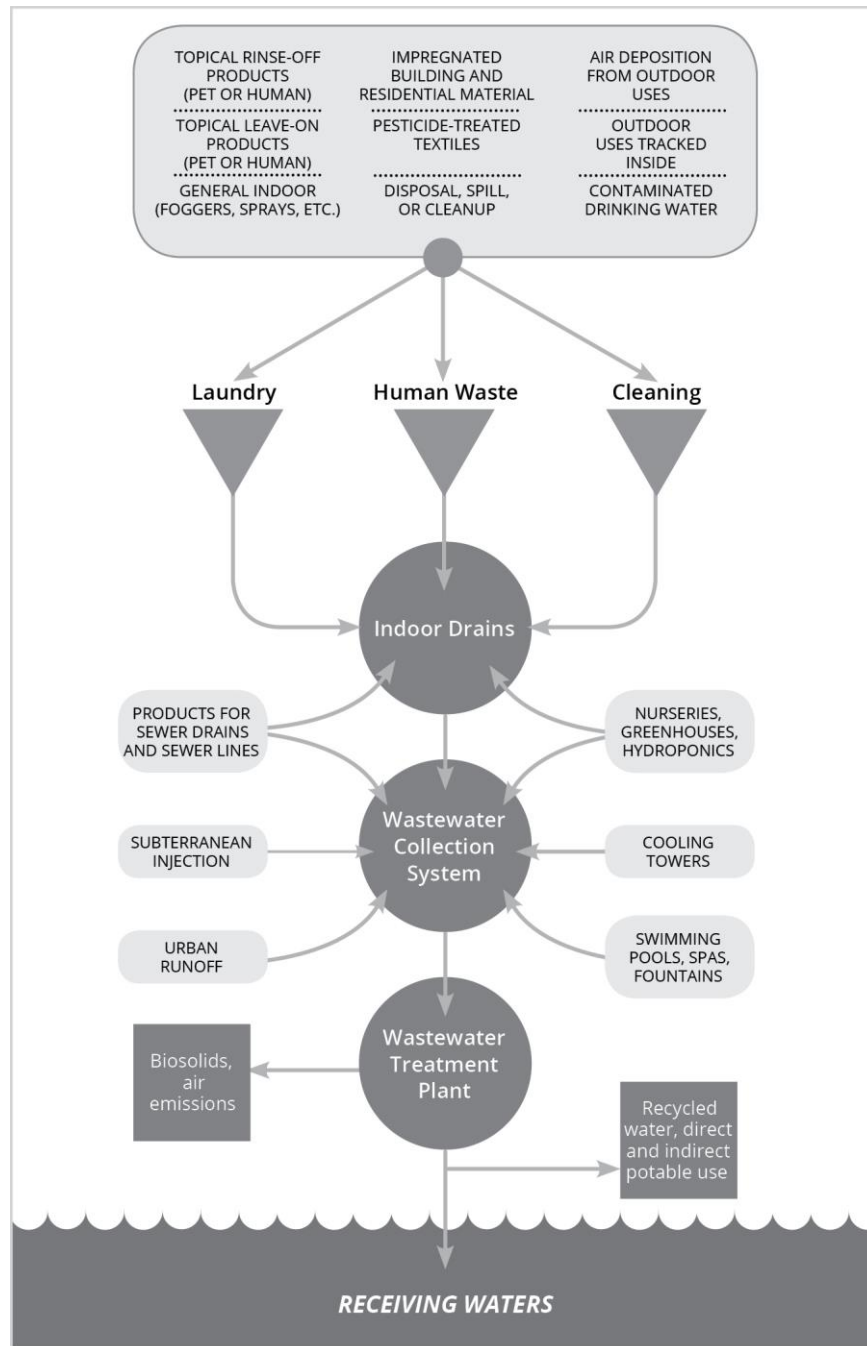 TOPICAL RINSE-OFF
PRODUCTS
(PET OR HUMAN)
TOPICAL LEAVE-ON
PRODUCTS
(PET OR HUMAN)
GENERAL INDOOR
(FOGGERS, SPRAYS, ETC.)
IMPREGNATED
BUILDING AND
RESIDENTIAL MATERIAL
PESTICIDE-TREATED
TEXTILES
DISPOSAL, SPILL,
OR CLEANUP
AIR DEPOSITION
FROM OUTDOOR
USES
OUTDOOR
USES TRACKED
INSIDE
CONTAMINATED
DRINKING WATER
Laundry
Human Waste
Cleaning
Indoor Drains
PRODUCTS FOR
SEWER DRAINS
AND SEWER LINES
NURSERIES,
GREENHOUSES,
HYDROPONICS
Wastewater
Collection
System
SUBTERRANEAN
INJECTION
COOLING
TOWERS
URBAN
RUNOFF
SWIMMING
POOLS, SPAS,
FOUNTAINS
Wastewater
Treatment
Plant
Biosolids,
air
emissions
Recycled
water, direct
and indirect
potable use
RECEIVING WATERS